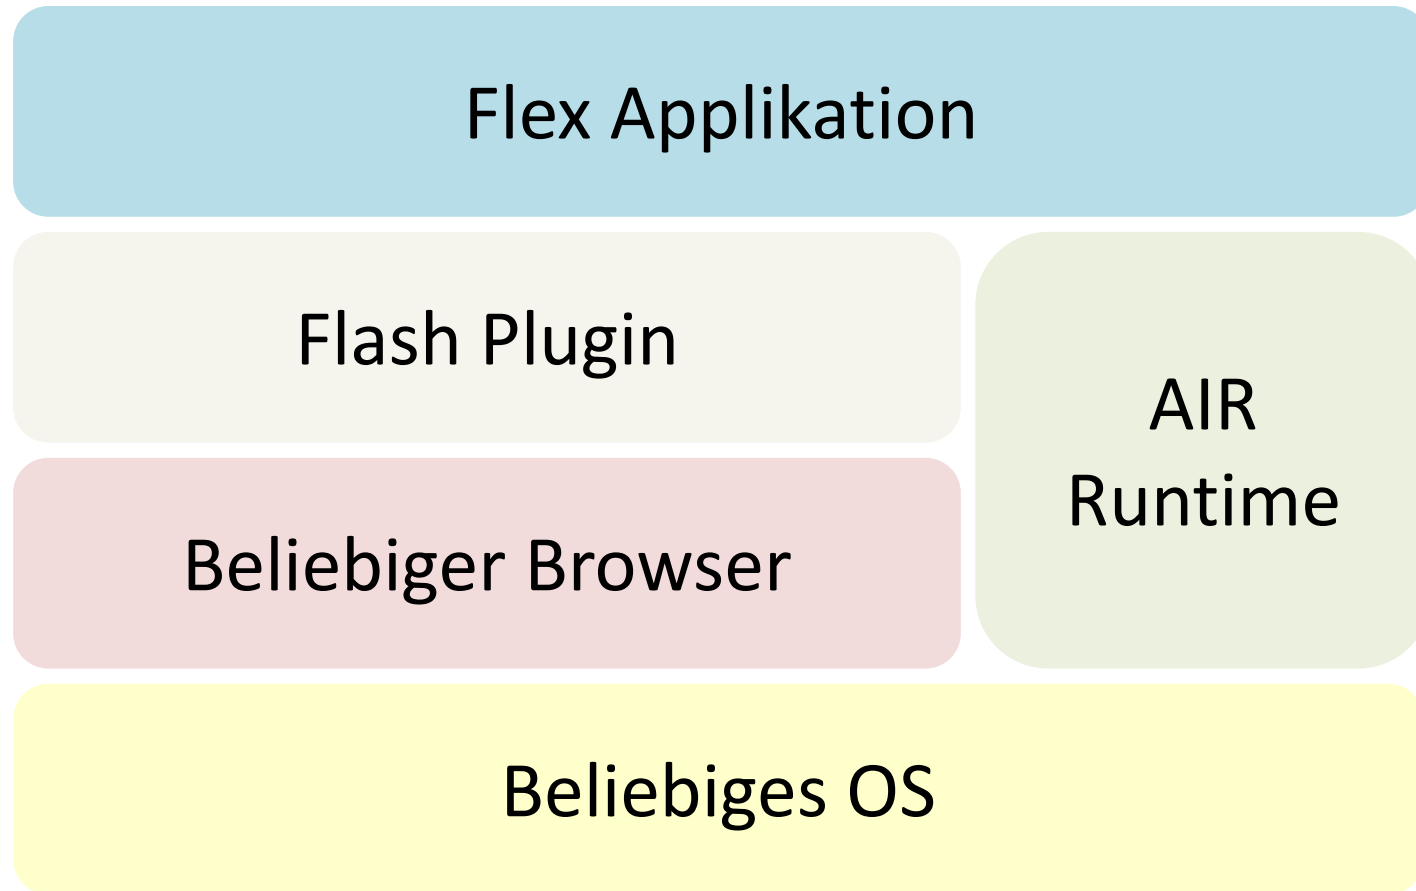 Flex Applikation
Flash Plugin
AIR
Runtime
Beliebiger Browser
Beliebiges OS